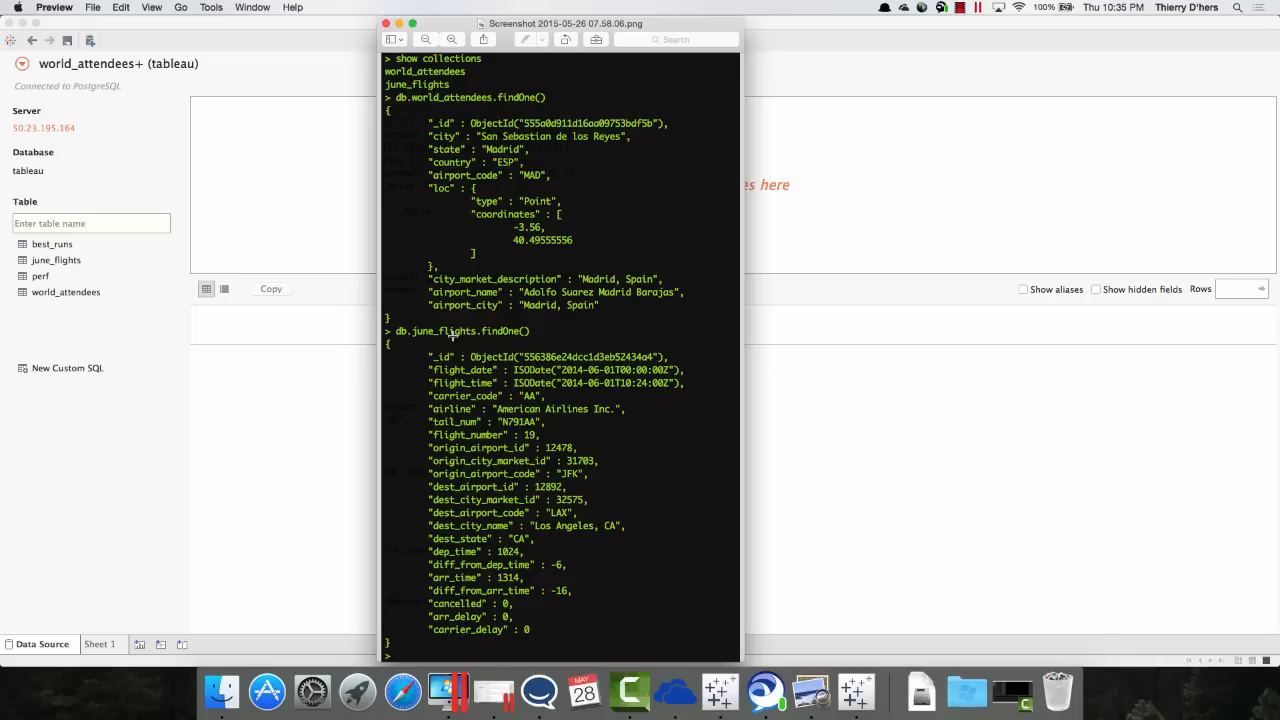 Preview File Edit View Go Tools Window Help 100% Thu 10:35 PM Thierry D'hers
Screenshot 2015-05-26 07.58.06.png
Search
world_attendees+ (tableau)
Connected to PostgreSQL
Server
50.23.195.164
Database
tableau
Table
Enter table name
best_runs
june_flights
perf
world_attendees
New Custom SQL
> show collections
world_attendees
june_flights
> db.world_attendees.findOne()
{
"_id" : ObjectId("555a0d911d16aa09753bdf5b"),
"city" : "San Sebastian de los Reyes",
"state" : "Madrid",
"country" : "ESP",
"airport_code" : "MAD",
"loc" : {
"type" : "Point",
"coordinates" : [
-3.56,
40.49555556
]
},
"city_market_description" : "Madrid, Spain",
"airport_name" : "Adolfo Suarez Madrid Barajas",
"airport_city" : "Madrid, Spain"
}
> db.june_flights.findOne()
{
"_id" : ObjectId("556386e24dcc1d3eb52434a4"),
"flight_date" : ISODate("2014-06-01T00:00:00Z"),
"flight_time" : ISODate("2014-06-01T10:24:00Z"),
"carrier_code" : "AA",
"airline" : "American Airlines Inc.",
"tail_num" : "N791AA",
"flight_number" : 19,
"origin_airport_id" : 12478,
"origin_city_market_id" : 31703,
"origin_airport_code" : "JFK",
"dest_airport_id" : 12892,
"dest_city_market_id" : 32575,
"dest_airport_code" : "LAX",
"dest_city_name" : "Los Angeles, CA",
"dest_state" : "CA",
"dep_time" : 1024,
"diff_from_dep_time" : -6,
"arr_time" : 1314,
"diff_from_arr_time" : -16,
"cancelled" : 0,
"arr_delay" : 0,
"carrier_delay" : 0
}
>
es here
Copy
Show aliases Show hidden fields Rows
Data Source Sheet 1
MAY
28